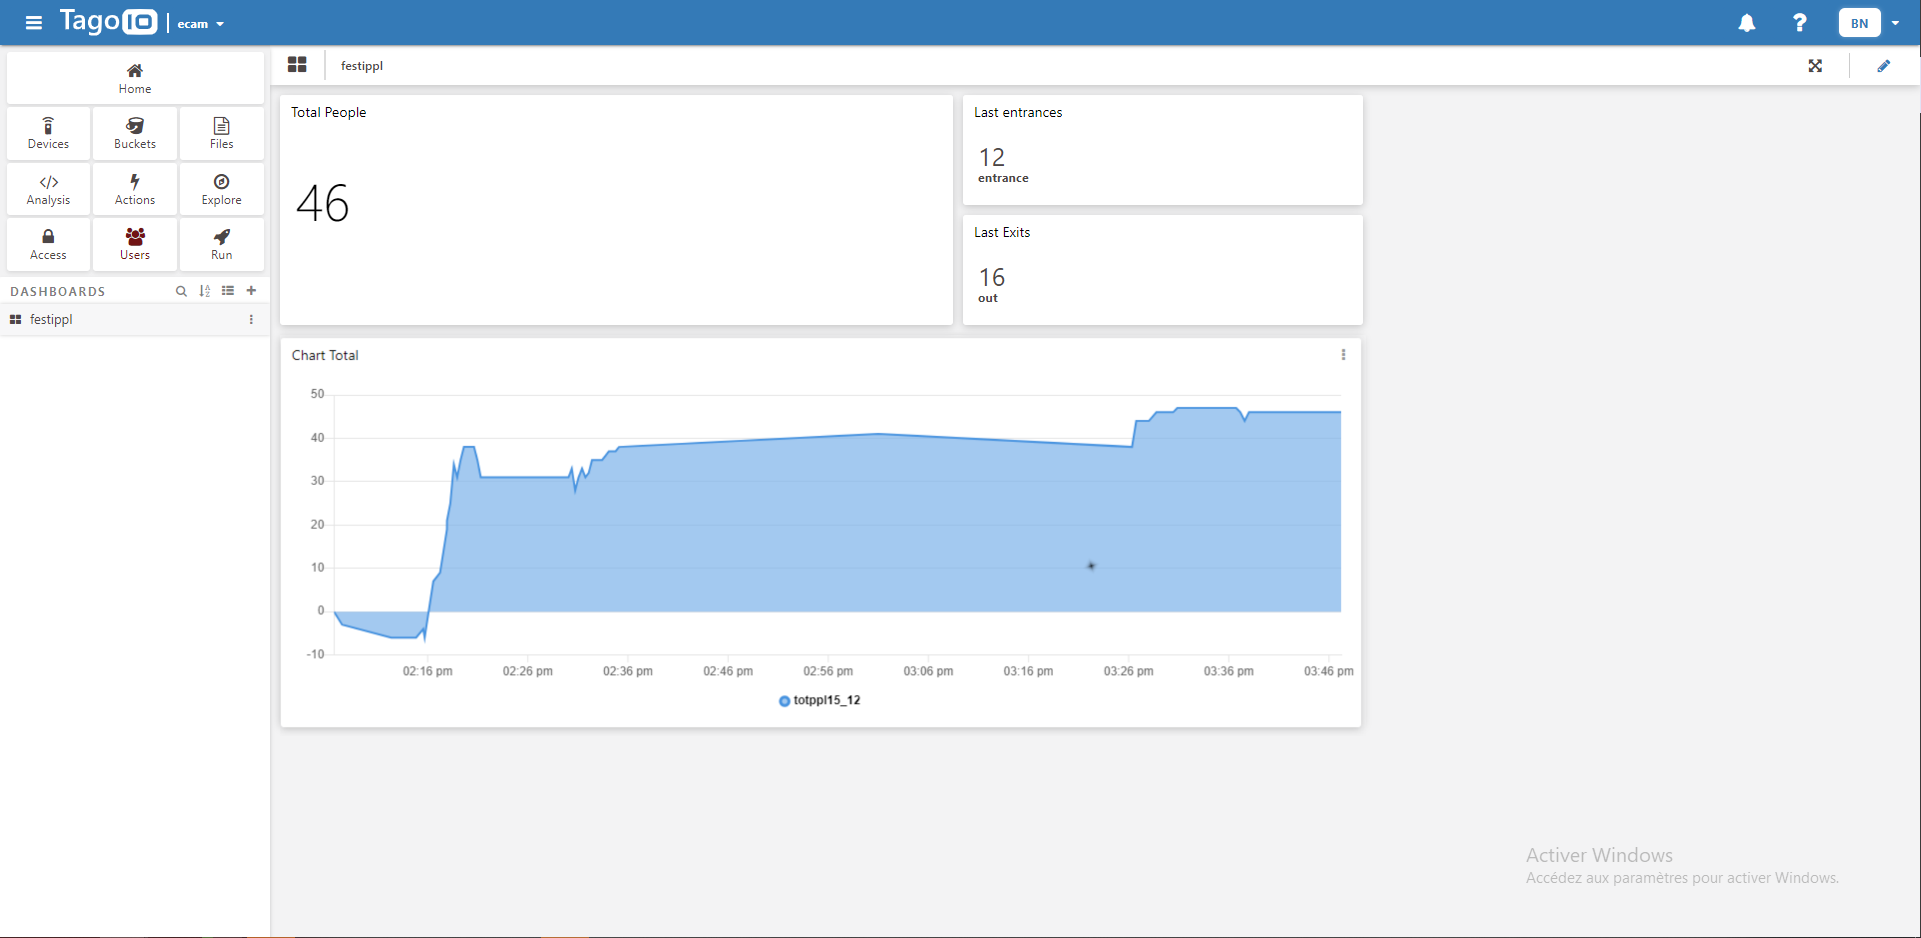 TagoIO
ecam
BN
Home
Devices
Buckets
Files
Analysis
Actions
Explore
Access
Users
Run
DASHBOARDS
festippl
festippl
Total People
46
Last entrances
12
entrance
Last Exits
16
out
Chart Total
50
40
30
20
10
0
-10
02:16 pm 02:26 pm 02:36 pm 02:46 pm 02:56 pm 03:06 pm 03:16 pm 03:26 pm 03:36 pm 03:46 pm
totppl15_12
Activer Windows
Accédez aux paramètres pour activer Windows.